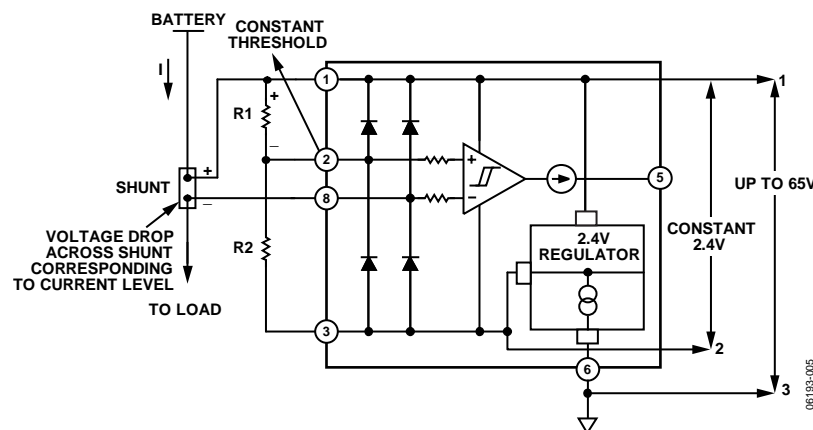 BATTERY
CONSTANT
THRESHOLD
I
1
1
+
R1
–
+
2
+
–
SHUNT
8
–
5
UP TO 65V
VOLTAGE DROP
ACROSS SHUNT
CORRESPONDING
TO CURRENT LEVEL
R2
2.4V
REGULATOR
CONSTANT
2.4V
TO LOAD
3
2
6
3
06193-005